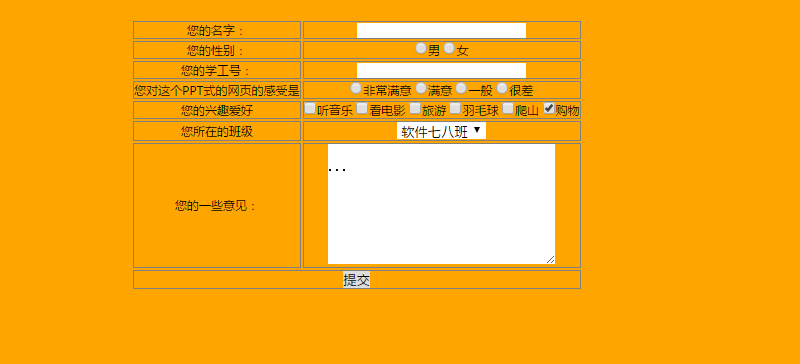 您的名字：
您的性别： 男 女
您的学工号：
您对这个PPT式的网页的感受是 非常满意 满意 一般 很差
您的兴趣爱好 听音乐 看电影 旅游 羽毛球 爬山 购物
您所在的班级 软件七八班
您的一些意见： ...
提交